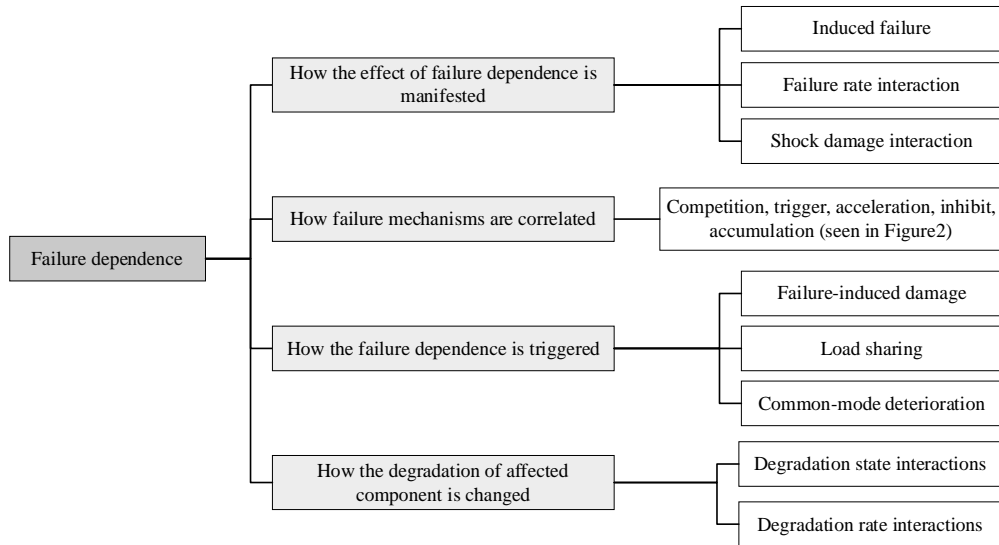 Failure dependence
How the effect of failure dependence is
manifested
Induced failure
Failure rate interaction
Shock damage interaction
How failure mechanisms are correlated
Competition, trigger, acceleration, inhibit,
accumulation (seen in Figure2)
How the failure dependence is triggered
Failure-induced damage
Load sharing
Common-mode deterioration
How the degradation of affected
component is changed
Degradation state interactions
Degradation rate interactions